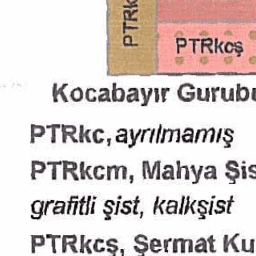 PTRk
PTRkcş
Kocabayır Gurubu
PTRkc, ayrılmamış
PTRkcm, Mahya Şis
grafitli şist, kalkşist
PTRkcş, Şermat Ku